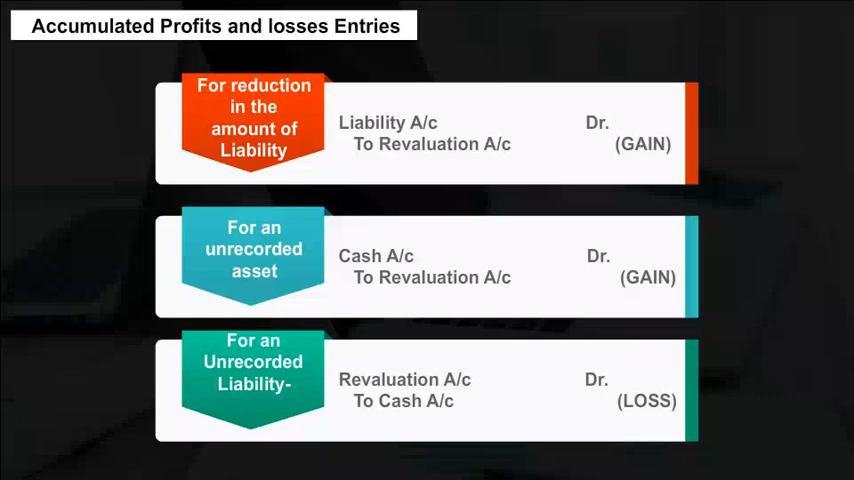 Accumulated Profits and losses Entries
For reduction
in the
amount of
Liability
Liability A/c Dr.
To Revaluation A/c (GAIN)
For an
unrecorded
asset
Cash A/c Dr.
To Revaluation A/c (GAIN)
For an
Unrecorded
Liability-
Revaluation A/c Dr.
To Cash A/c (LOSS)